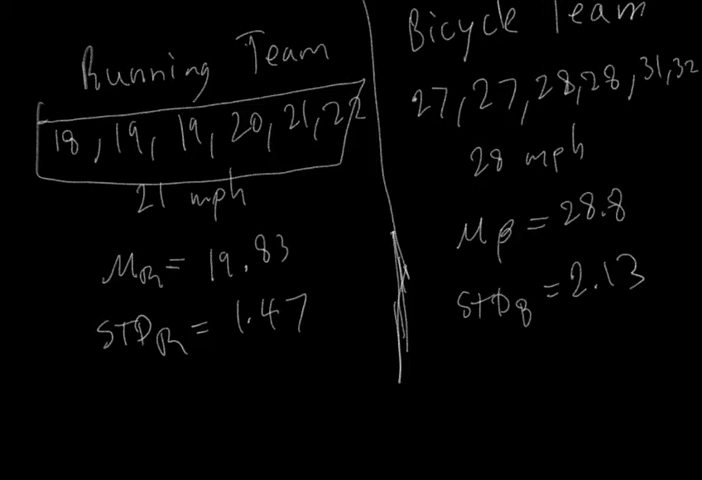 Running Team
18, 19, 19, 20, 21, 22
21 mph
μR = 19.83
STDR = 1.47
Bicycle Team
27, 27, 28, 28, 31, 32
28 mph
μB = 28.8
STDB = 2.13